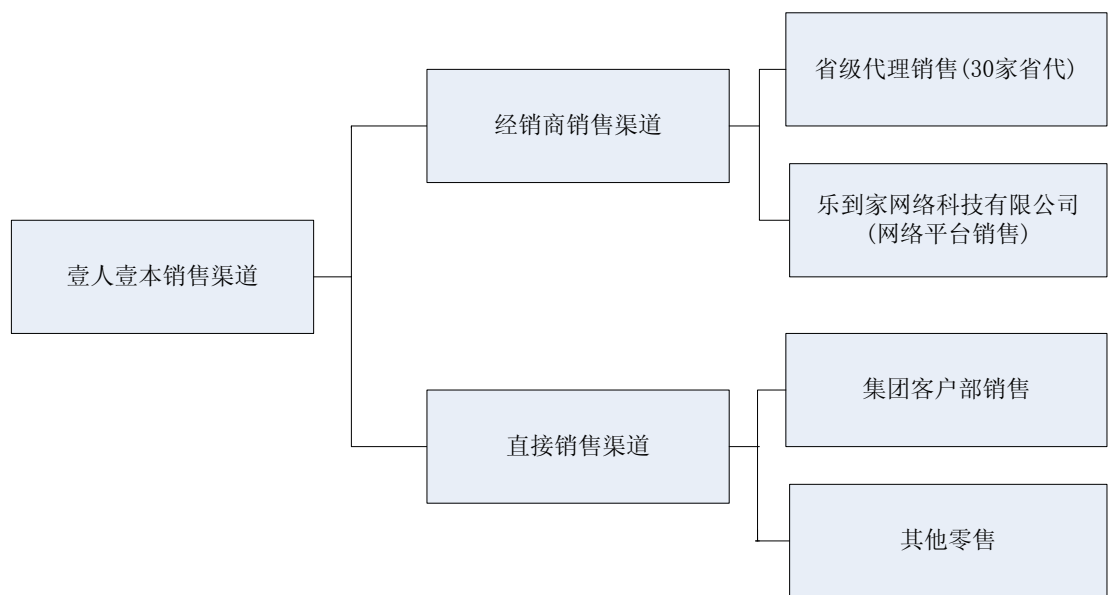 省级代理销售(30家省代)
经销商销售渠道
乐到家网络科技有限公司
(网络平台销售)
壹人壹本销售渠道
集团客户部销售
直接销售渠道
其他零售